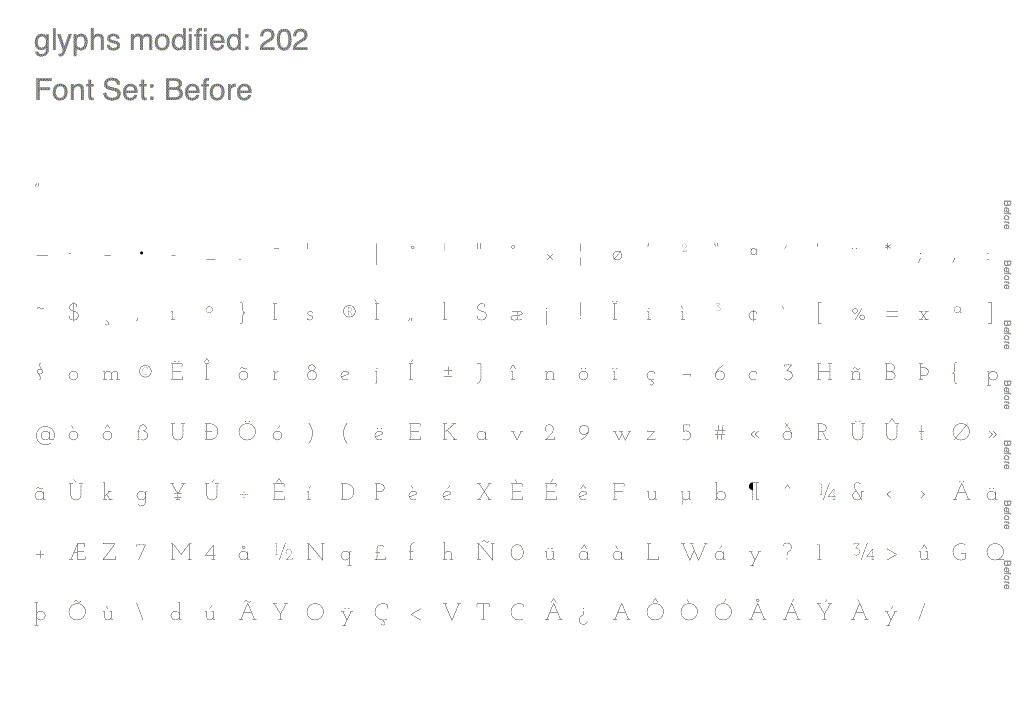 glyphs modified: 202
Font Set: Before
"
— · - • - _ . ¯ ' | ° ' " ° × ¦ ø ´ ² “ ª ′ ' ¨ * ; , :
~ $ ¸ ‚ ı º } I s ® Ì „ l S æ j ! Ï i ì ³ ¢ ` [ % = x ª ]
§ o m © Ë Î õ r 8 e j Í ± J î n ö ï ç ¬ 6 c 3 H ñ B Þ { p
@ ò ô ß U Ð Ö ó ) ( ë E K a v 2 9 w z 5 # « ð R Ü Û t Ø »
ã Ù k g ¥ Ú ÷ Ê í D P è é X È É ê F u µ b ¶ ^ ¼ & ‹ › Ä ä
+ Æ Z 7 M 4 å ½ N q £ f h Ñ 0 ü â à L W á y ? 1 ¾ > û G Q
þ Õ ù \ d ú Ã Y O ÿ Ç < V T C Â ¿ A Ô Ò Ó Å Á Ý À ý /
Before
Before
Before
Before
Before
Before
Before